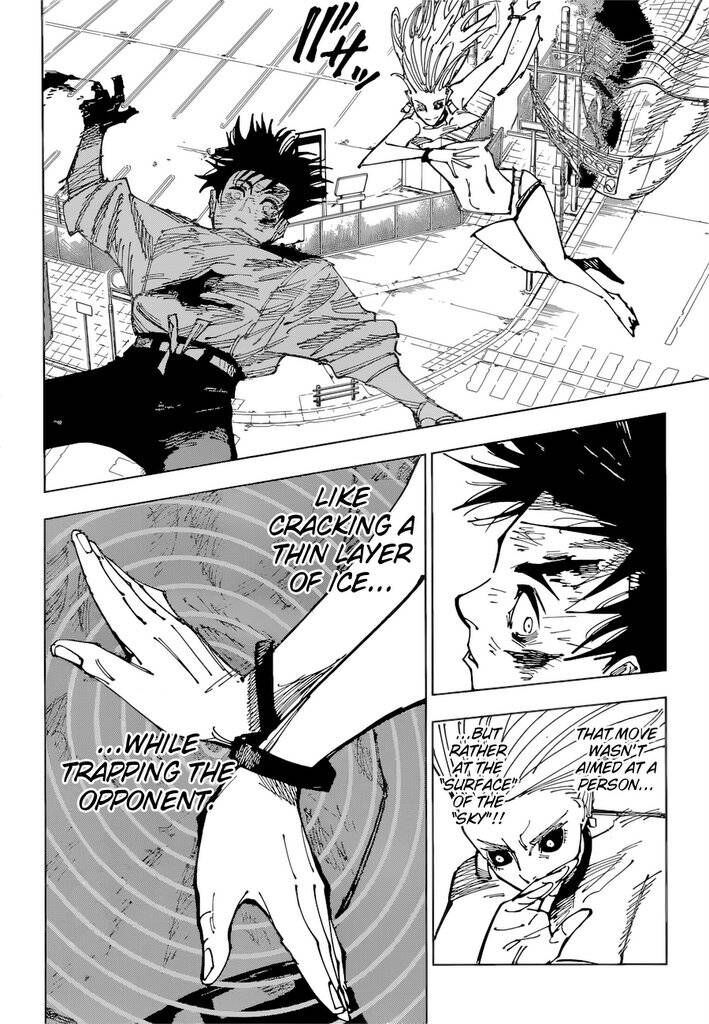 バサッ
THAT MOVE
WASN'T
AIMED AT A
PERSON...
...BUT
RATHER
AT THE
"SURFACE"
OF THE
"SKY"!!
LIKE
CRACKING A
THIN LAYER
OF ICE...
...WHILE
TRAPPING THE
OPPONENT.